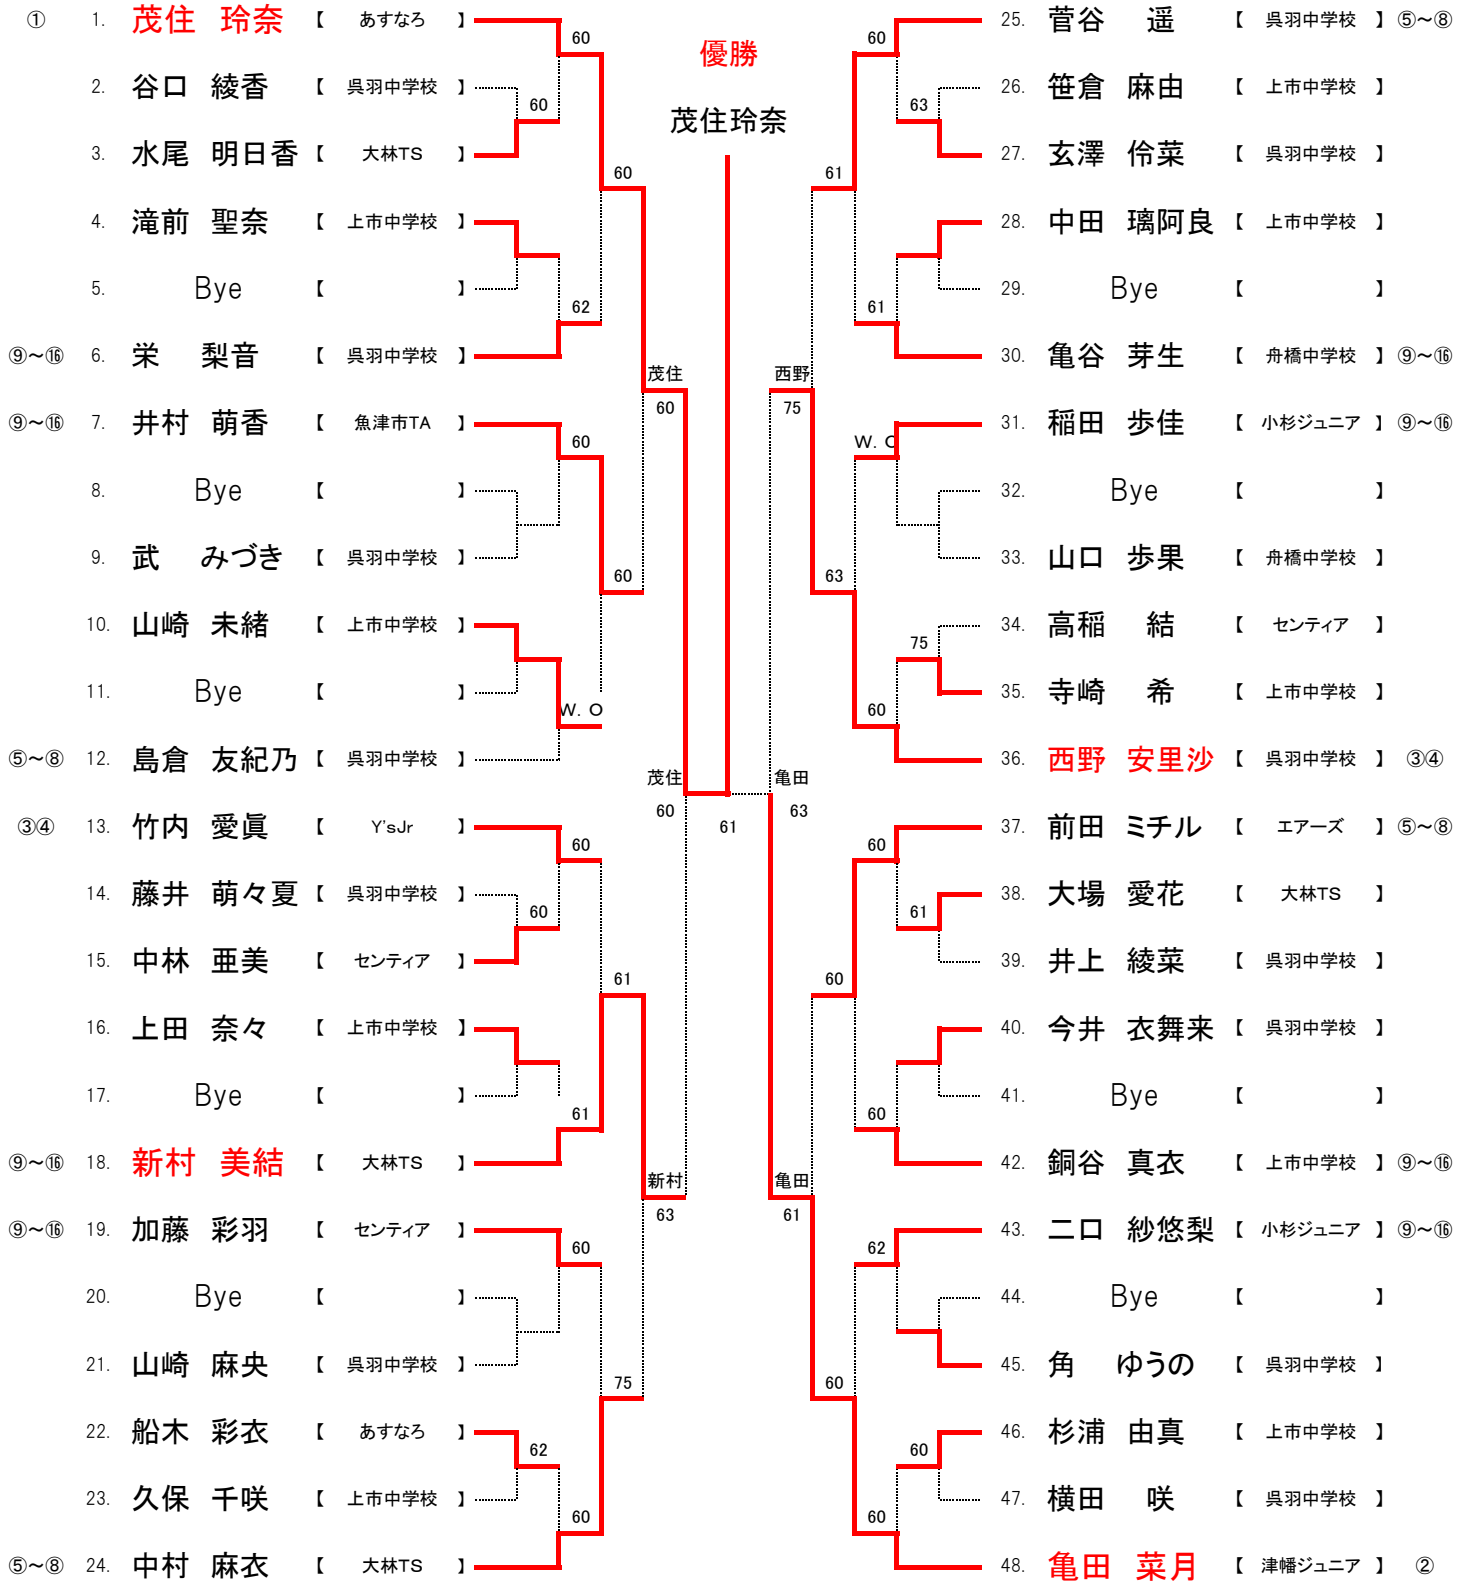 優勝
茂住玲奈
① 1. 茂住 玲奈 【 あすなろ 】
2. 谷口 綾香 【 呉羽中学校 】
3. 水尾 明日香 【 大林TS 】
4. 滝前 聖奈 【 上市中学校 】
5. Bye 【 】
⑨～⑯ 6. 栄 梨音 【 呉羽中学校 】
⑨～⑯ 7. 井村 萌香 【 魚津市TA 】
8. Bye 【 】
9. 武 みづき 【 呉羽中学校 】
10. 山崎 未緒 【 上市中学校 】
11. Bye 【 】
⑤～⑧ 12. 島倉 友紀乃 【 呉羽中学校 】
③④ 13. 竹内 愛眞 【 Y'sJr 】
14. 藤井 萌々夏 【 呉羽中学校 】
15. 中林 亜美 【 センティア 】
16. 上田 奈々 【 上市中学校 】
17. Bye 【 】
⑨～⑯ 18. 新村 美結 【 大林TS 】
⑨～⑯ 19. 加藤 彩羽 【 センティア 】
20. Bye 【 】
21. 山崎 麻央 【 呉羽中学校 】
22. 船木 彩衣 【 あすなろ 】
23. 久保 千咲 【 上市中学校 】
⑤～⑧ 24. 中村 麻衣 【 大林TS 】
60
60
62
60
W. O
60
60
61
60
62
60
60
60
61
75
茂住
60
新村
63
茂住
60
61
亀田
63
西野
75
亀田
61
61
63
60
60
60
63
61
W. O
75
60
60
61
60
62
60
60
25. 菅谷 遥 【 呉羽中学校 】 ⑤～⑧
26. 笹倉 麻由 【 上市中学校 】
27. 玄澤 伶菜 【 呉羽中学校 】
28. 中田 璃阿良 【 上市中学校 】
29. Bye 【 】
30. 亀谷 芽生 【 舟橋中学校 】 ⑨～⑯
31. 稲田 歩佳 【 小杉ジュニア 】 ⑨～⑯
32. Bye 【 】
33. 山口 歩果 【 舟橋中学校 】
34. 高稲 結 【 センティア 】
35. 寺崎 希 【 上市中学校 】
36. 西野 安里沙 【 呉羽中学校 】 ③④
37. 前田 ミチル 【 エアーズ 】 ⑤～⑧
38. 大場 愛花 【 大林TS 】
39. 井上 綾菜 【 呉羽中学校 】
40. 今井 衣舞来 【 呉羽中学校 】
41. Bye 【 】
42. 銅谷 真衣 【 上市中学校 】 ⑨～⑯
43. 二口 紗悠梨 【 小杉ジュニア 】 ⑨～⑯
44. Bye 【 】
45. 角 ゆうの 【 呉羽中学校 】
46. 杉浦 由真 【 上市中学校 】
47. 横田 咲 【 呉羽中学校 】
48. 亀田 菜月 【 津幡ジュニア 】 ②